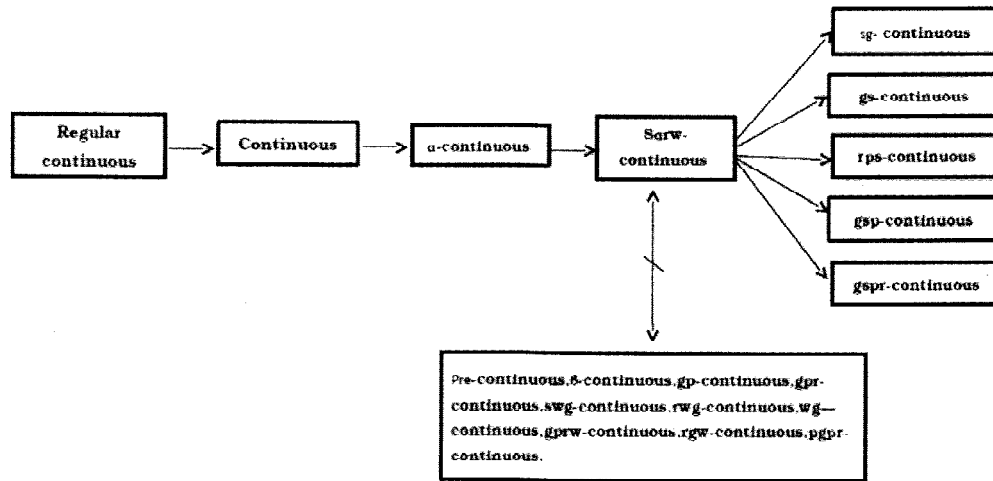 sg- continuous
gs-continuous
Regular
continuous
Continuous
α-continuous
Sαrw-
continuous
rps-continuous
gsp-continuous
gspr-continuous
Pre-continuous,β-continuous,gp-continuous,gpr-
continuous,swg-continuous,rwg-continuous,wg—
continuous,gprw-continuous,rgw-continuous,pgpr-
continuous.